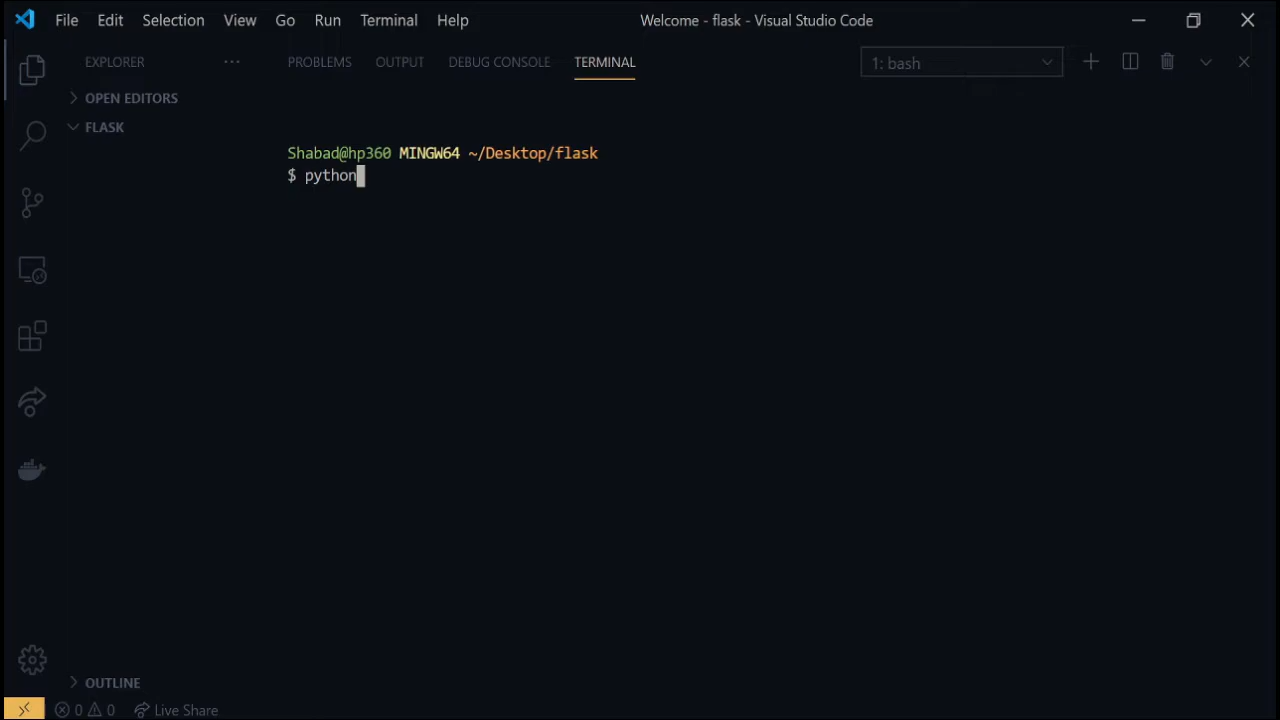 File Edit Selection View Go Run Terminal Help Welcome - flask - Visual Studio Code
EXPLORER ··· PROBLEMS OUTPUT DEBUG CONSOLE TERMINAL 1: bash
OPEN EDITORS
FLASK
Shabad@hp360 MINGW64 ~/Desktop/flask
$ python
OUTLINE
0 0 Live Share